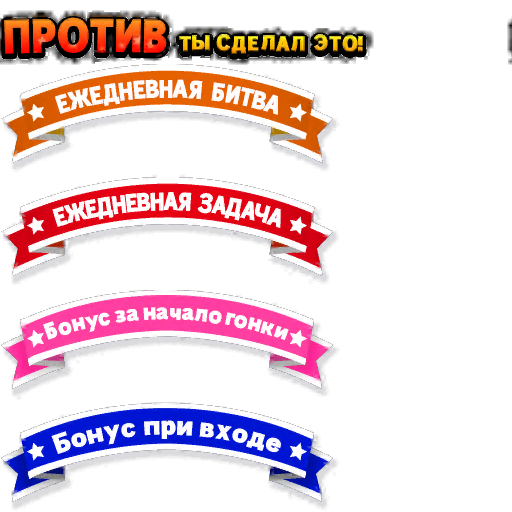 ПРОТИВ ТЫ СДЕЛАЛ ЭТО!
ЕЖЕДНЕВНАЯ БИТВА
ЕЖЕДНЕВНАЯ ЗАДАЧА
Бонус за начало гонки
Бонус при входе